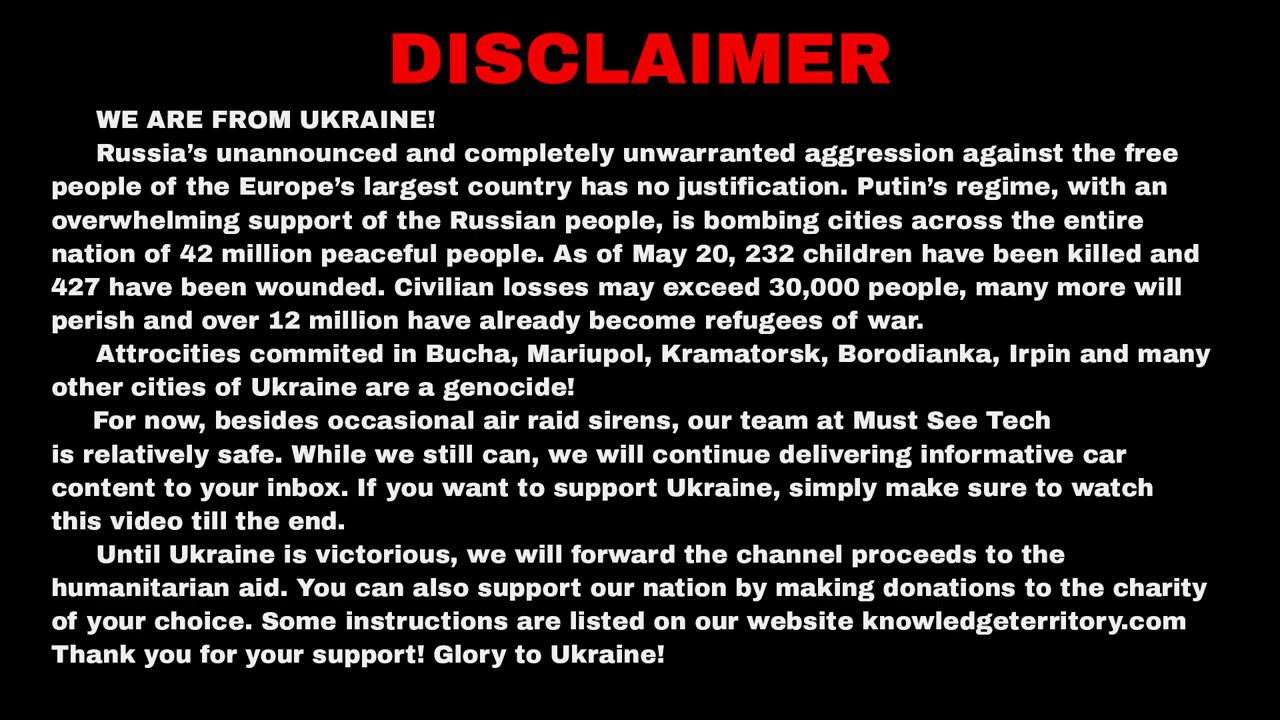 DISCLAIMER
WE ARE FROM UKRAINE!
Russia’s unannounced and completely unwarranted aggression against the free
people of the Europe’s largest country has no justification. Putin’s regime, with an
overwhelming support of the Russian people, is bombing cities across the entire
nation of 42 million peaceful people. As of May 20, 232 children have been killed and
427 have been wounded. Civilian losses may exceed 30,000 people, many more will
perish and over 12 million have already become refugees of war.
Attrocities commited in Bucha, Mariupol, Kramatorsk, Borodianka, Irpin and many
other cities of Ukraine are a genocide!
For now, besides occasional air raid sirens, our team at Must See Tech
is relatively safe. While we still can, we will continue delivering informative car
content to your inbox. If you want to support Ukraine, simply make sure to watch
this video till the end.
Until Ukraine is victorious, we will forward the channel proceeds to the
humanitarian aid. You can also support our nation by making donations to the charity
of your choice. Some instructions are listed on our website knowledgeterritory.com
Thank you for your support! Glory to Ukraine!